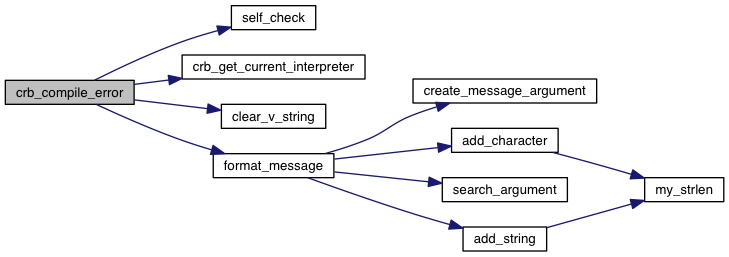 self_check
crb_get_current_interpreter
crb_compile_error
create_message_argument
clear_v_string
add_character
format_message
search_argument
my_strlen
add_string